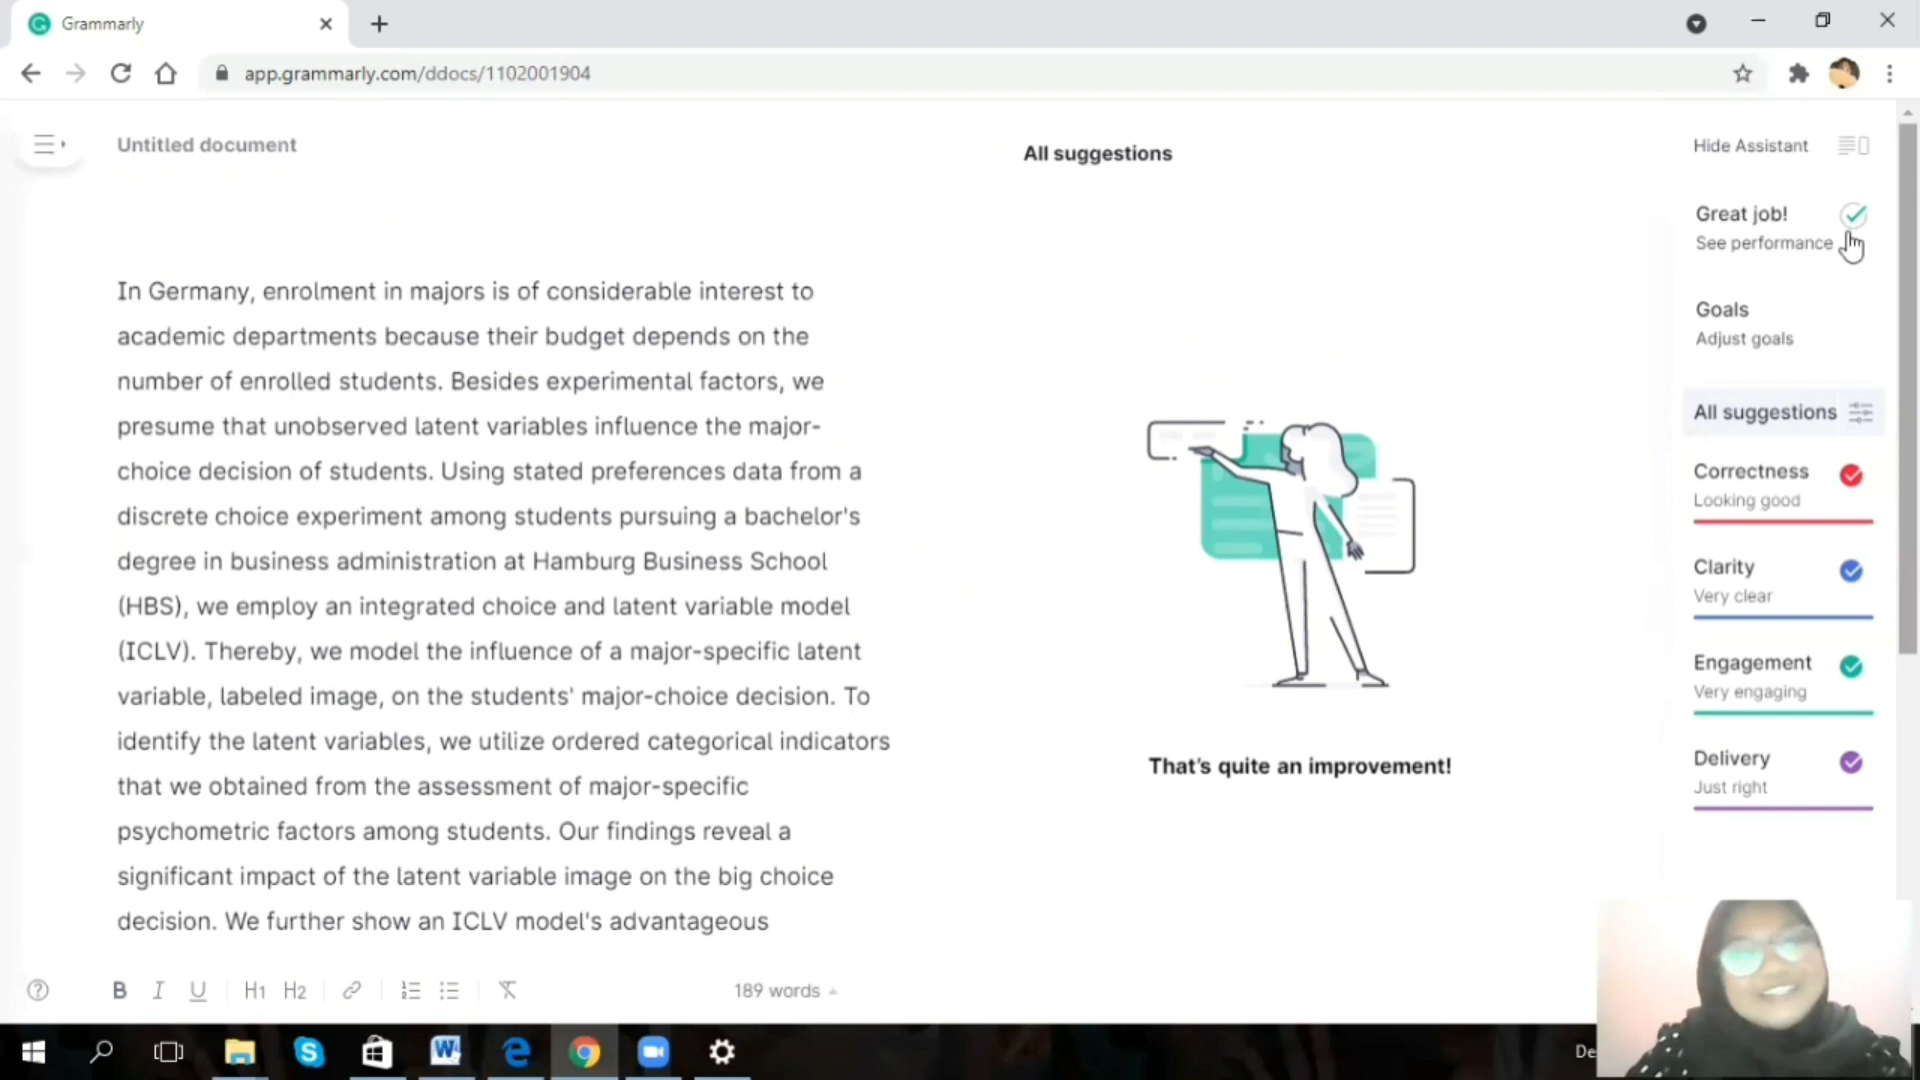 Grammarly
app.grammarly.com/ddocs/1102001904
Untitled document
All suggestions
Hide Assistant
Great job!
See performance
Goals
Adjust goals
All suggestions
Correctness
Looking good
Clarity
Very clear
Engagement
Very engaging
Delivery
Just right
In Germany, enrolment in majors is of considerable interest to
academic departments because their budget depends on the
number of enrolled students. Besides experimental factors, we
presume that unobserved latent variables influence the major-
choice decision of students. Using stated preferences data from a
discrete choice experiment among students pursuing a bachelor's
degree in business administration at Hamburg Business School
(HBS), we employ an integrated choice and latent variable model
(ICLV). Thereby, we model the influence of a major-specific latent
variable, labeled image, on the students' major-choice decision. To
identify the latent variables, we utilize ordered categorical indicators
that we obtained from the assessment of major-specific
psychometric factors among students. Our findings reveal a
significant impact of the latent variable image on the big choice
decision. We further show an ICLV model's advantageous
That's quite an improvement!
B I U H1 H2
189 words
De